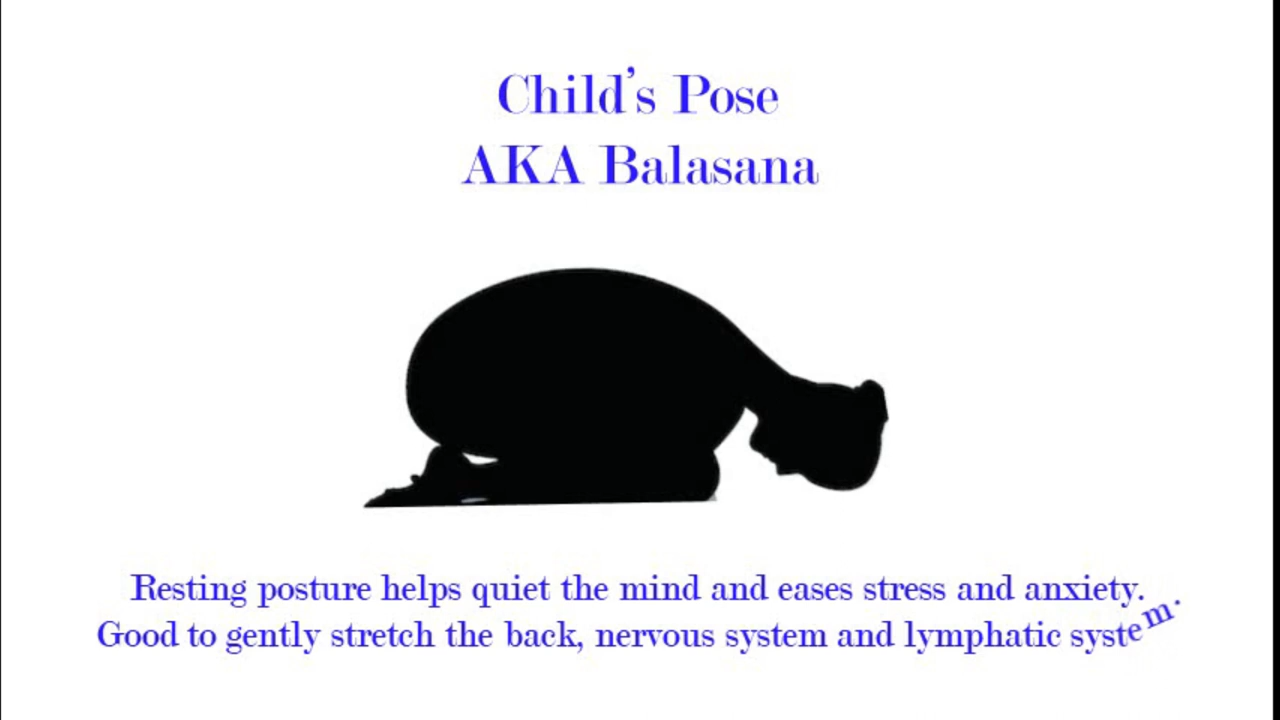 Child's Pose
AKA Balasana
Resting posture helps quiet the mind and eases stress and anxiety.
Good to gently stretch the back, nervous system and lymphatic system.